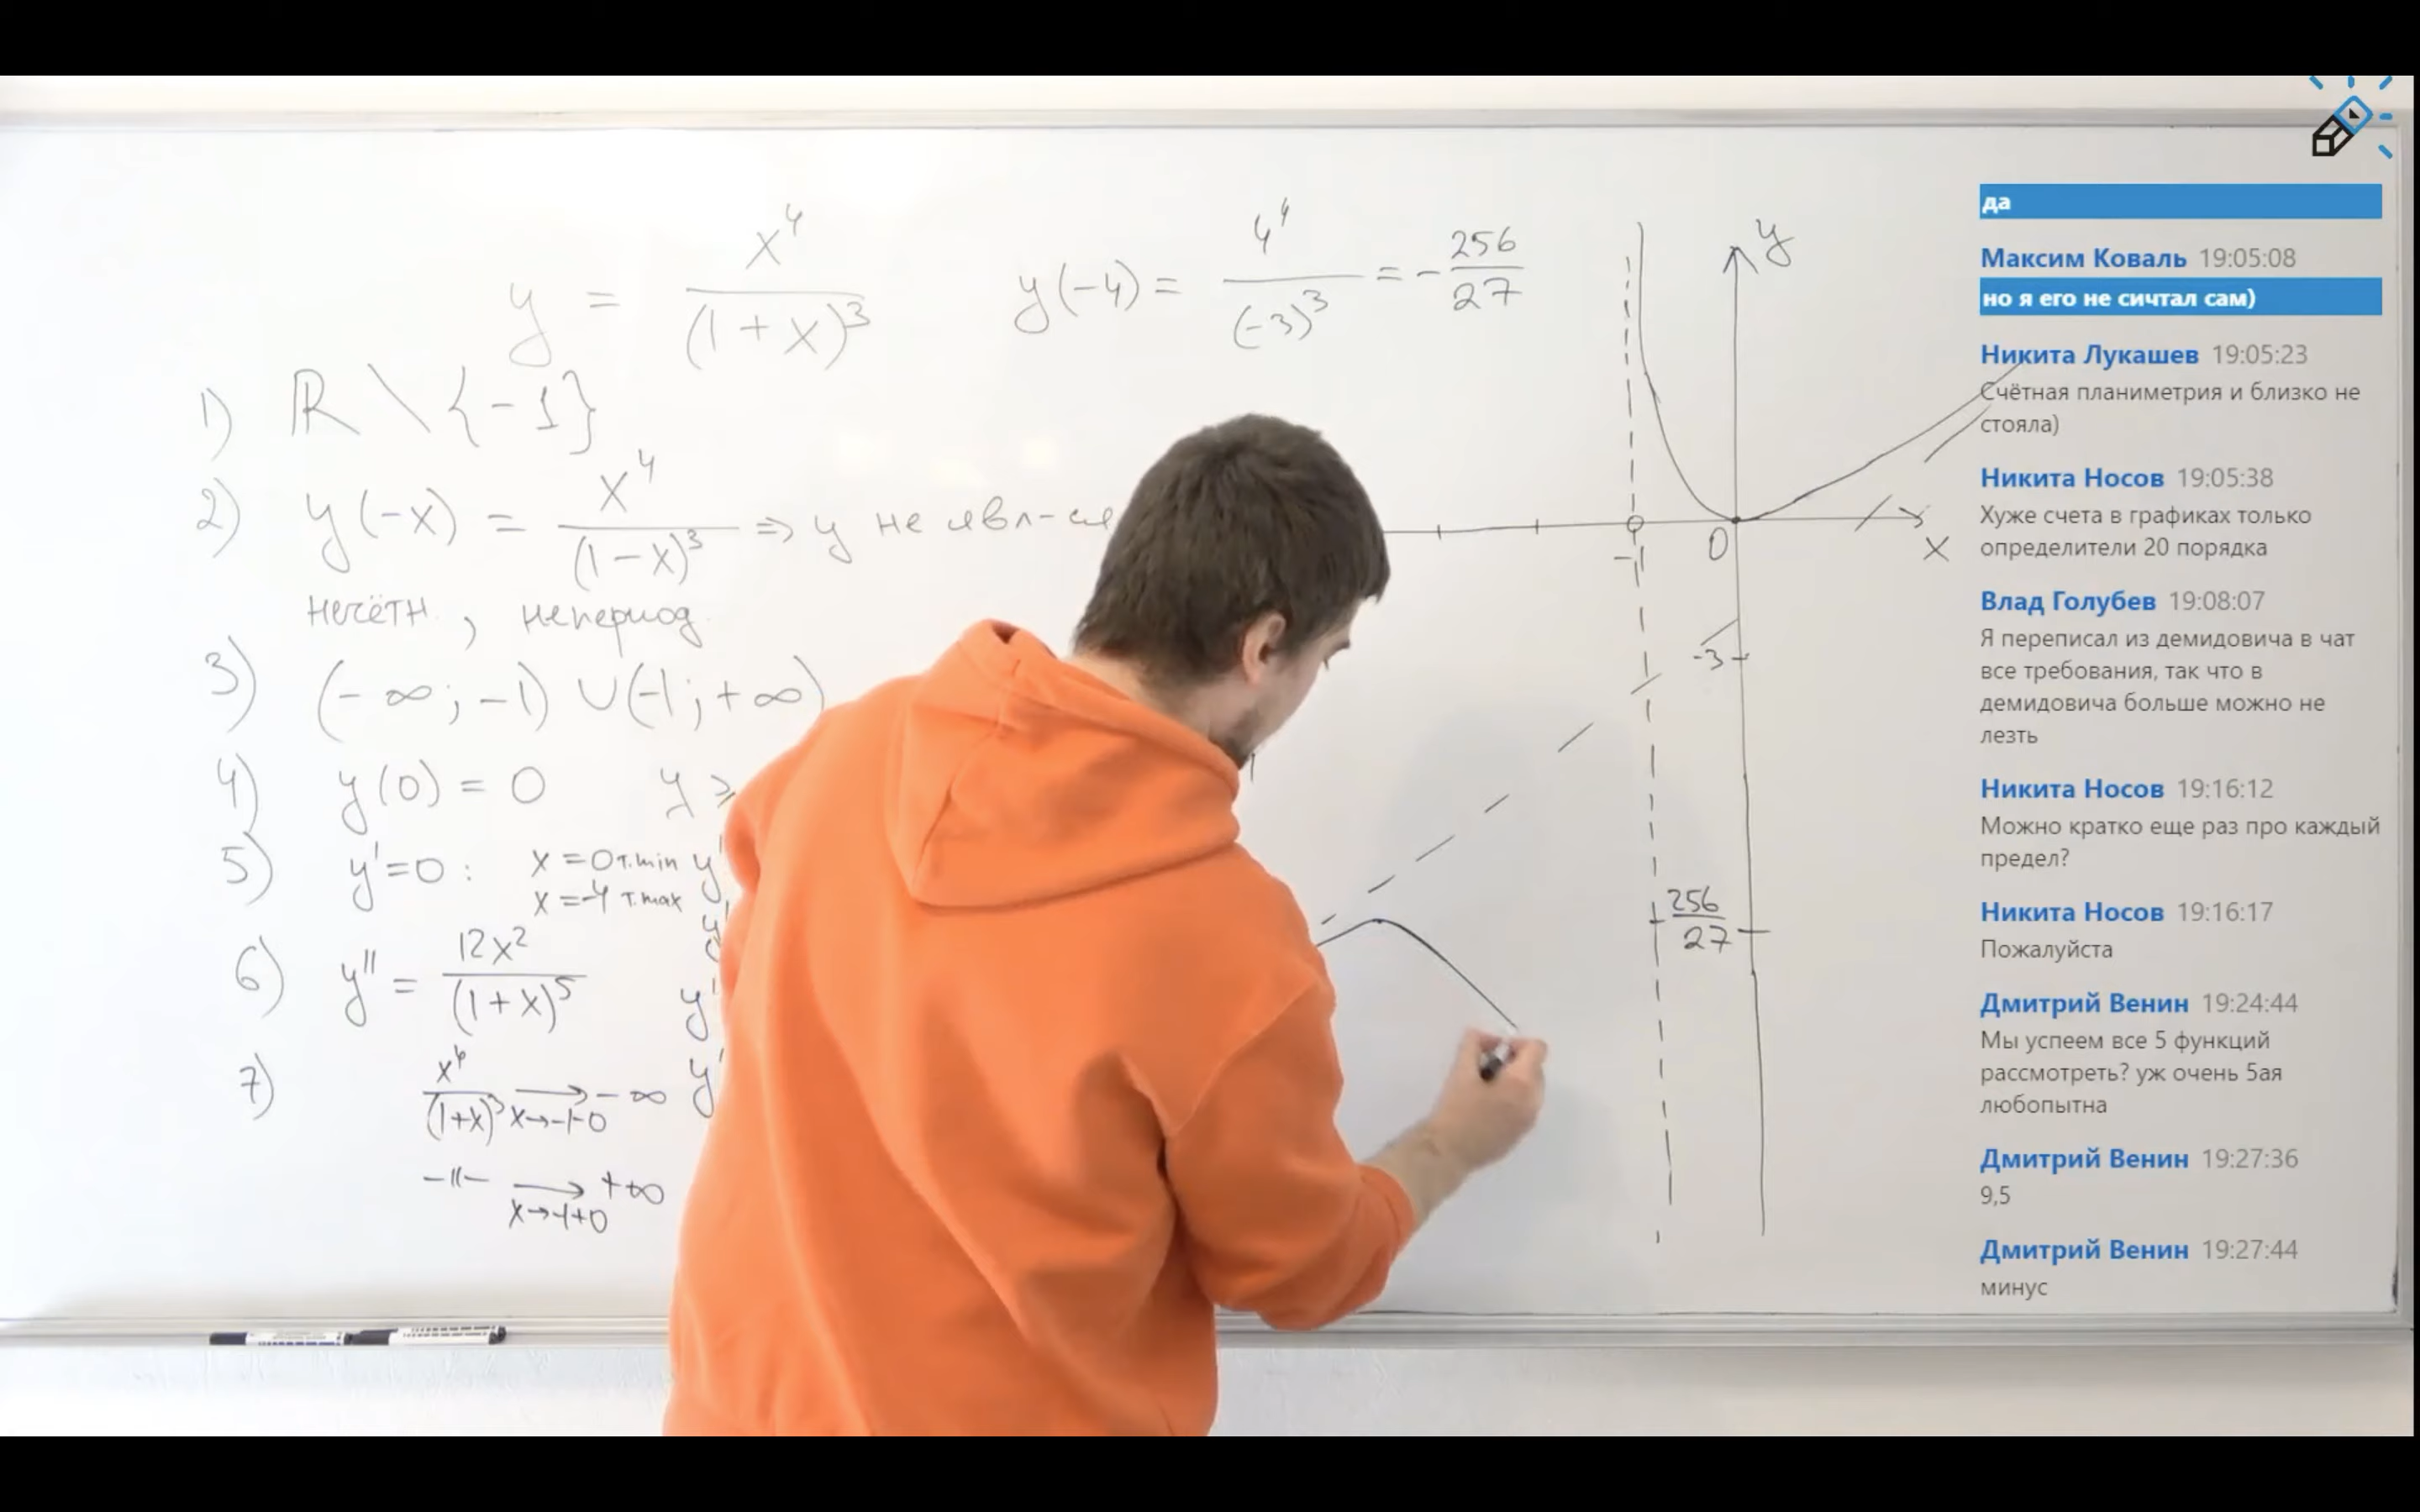 y = x⁴/(1+x)³
y(-4) = 4⁴/(-3)³ = -256/27
1) ℝ \ {-1}
2) y(-x) = x⁴/(1-x)³ ⇒ y не явл-ся
нечётн., непериод.
3) (-∞; -1) ∪ (-1; +∞)
4) y(0) = 0 y ≥
5) y' = 0: x = 0 т.min y'
x = -4 т.max y'
6) y'' = 12x²/(1+x)⁵ y'
7) x⁴/(1+x)³ → -∞ y'
x→-1-0
-||- → +∞
x→-1+0
y
-1
0
x
-3
256/27
да
Максим Коваль 19:05:08
но я его не сичтал сам)
Никита Лукашев 19:05:23
Счётная планиметрия и близко не
стояла)
Никита Носов 19:05:38
Хуже счета в графиках только
определители 20 порядка
Влад Голубев 19:08:07
Я переписал из демидовича в чат
все требования, так что в
демидовича больше можно не
лезть
Никита Носов 19:16:12
Можно кратко еще раз про каждый
предел?
Никита Носов 19:16:17
Пожалуйста
Дмитрий Венин 19:24:44
Мы успеем все 5 функций
рассмотреть? уж очень 5ая
любопытна
Дмитрий Венин 19:27:36
9,5
Дмитрий Венин 19:27:44
минус